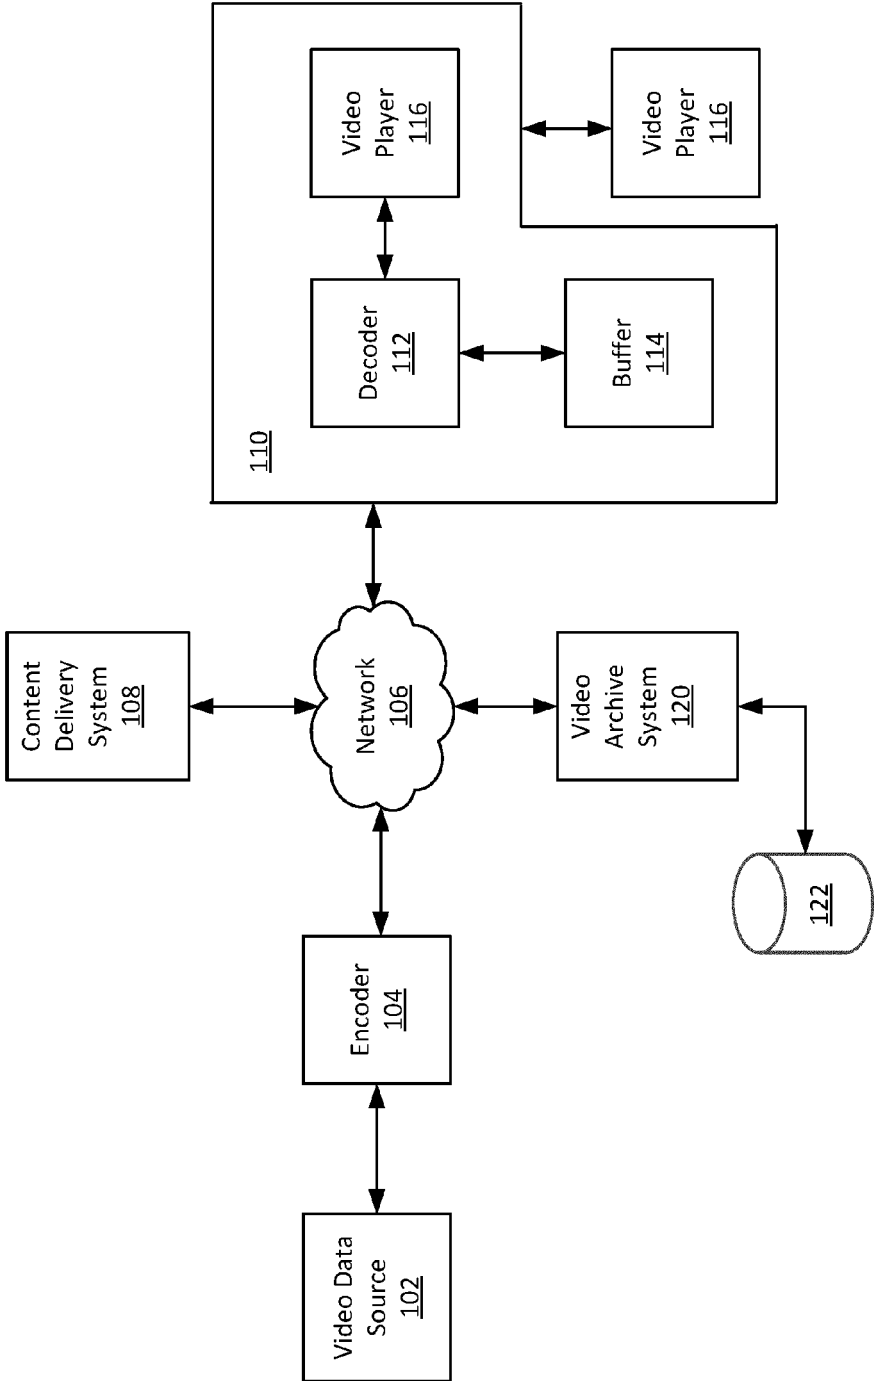 Video Data
Source
102
Encoder
104
Network
106
Content
Delivery
System
108
Video
Archive
System
120
122
110
Decoder
112
Buffer
114
Video
Player
116
Video
Player
116